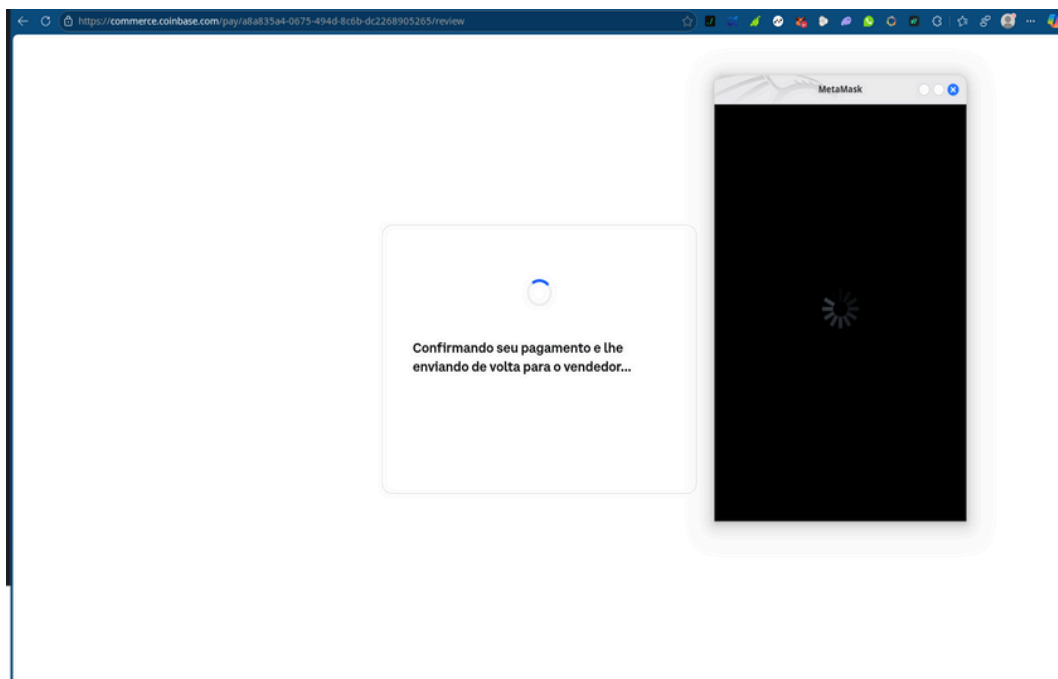 https://commerce.coinbase.com/pay/a8a835a4-0675-494d-8c6b-dc2268905265/review
MetaMask
Confirmando seu pagamento e lhe
enviando de volta para o vendedor...